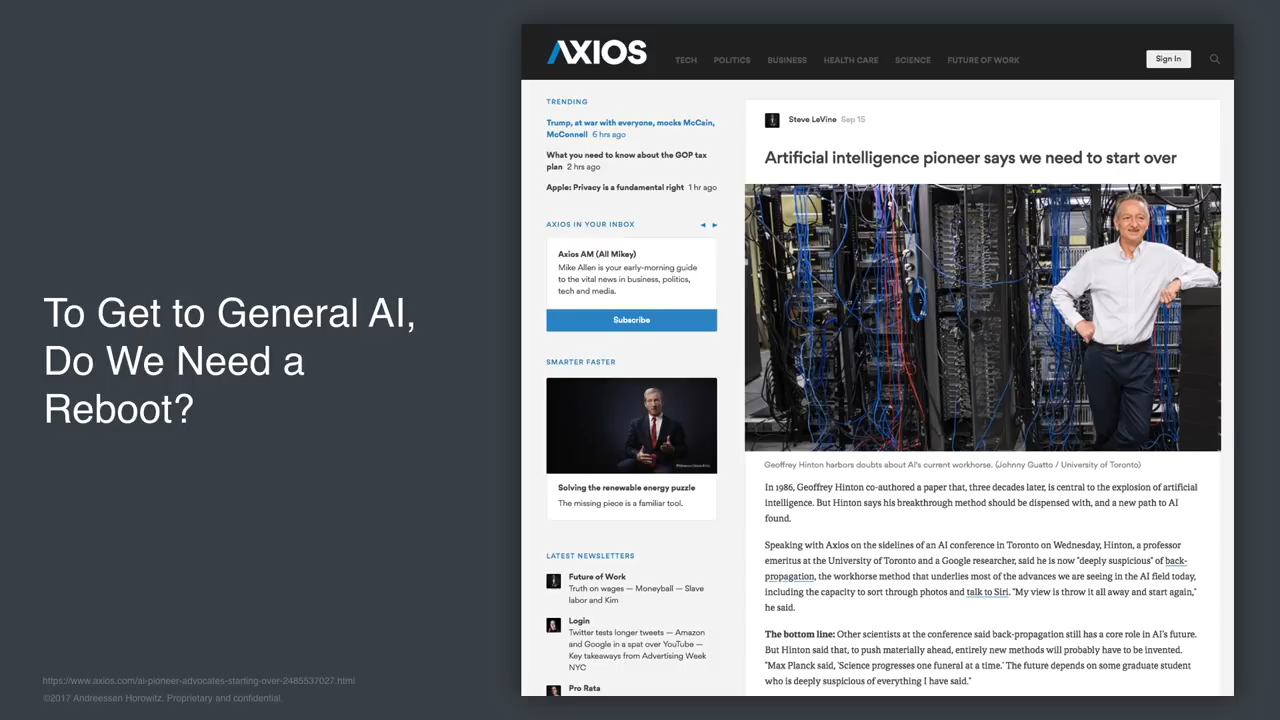 To Get to General AI,
Do We Need a
Reboot?
https://www.axios.com/ai-pioneer-advocates-starting-over-2485537027.html
©2017 Andreessen Horowitz. Proprietary and confidential.
AXIOS
TECH POLITICS BUSINESS HEALTH CARE SCIENCE FUTURE OF WORK
Sign In
TRENDING
Trump, at war with everyone, mocks McCain,
McConnell 6 hrs ago
What you need to know about the GOP tax
plan 2 hrs ago
Apple: Privacy is a fundamental right 1 hr ago
AXIOS IN YOUR INBOX
Axios AM (All Mikey)
Mike Allen is your early-morning guide
to the vital news in business, politics,
tech and media.
Subscribe
SMARTER FASTER
Solving the renewable energy puzzle
The missing piece is a familiar tool.
LATEST NEWSLETTERS
Future of Work
Truth on wages — Moneyball — Slave
labor and Kim
Login
Twitter tests longer tweets — Amazon
and Google in a spat over YouTube —
Key takeaways from Advertising Week
NYC
Pro Rata
Steve LeVine Sep 15
Artificial intelligence pioneer says we need to start over
Geoffrey Hinton harbors doubts about AI's current workhorse. (Johnny Guatto / University of Toronto)
In 1986, Geoffrey Hinton co-authored a paper that, three decades later, is central to the explosion of artificial
intelligence. But Hinton says his breakthrough method should be dispensed with, and a new path to AI
found.
Speaking with Axios on the sidelines of an AI conference in Toronto on Wednesday, Hinton, a professor
emeritus at the University of Toronto and a Google researcher, said he is now "deeply suspicious" of back-
propagation, the workhorse method that underlies most of the advances we are seeing in the AI field today,
including the capacity to sort through photos and talk to Siri. "My view is throw it all away and start again,"
he said.
The bottom line: Other scientists at the conference said back-propagation still has a core role in AI's future.
But Hinton said that, to push materially ahead, entirely new methods will probably have to be invented.
"Max Planck said, 'Science progresses one funeral at a time.' The future depends on some graduate student
who is deeply suspicious of everything I have said."